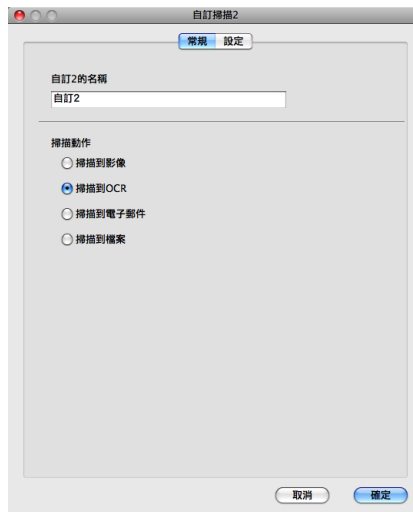 自訂掃描2
常規 設定
自訂2的名稱
自訂2
掃描動作
掃描到影像
掃描到OCR
掃描到電子郵件
掃描到檔案
取消 確定